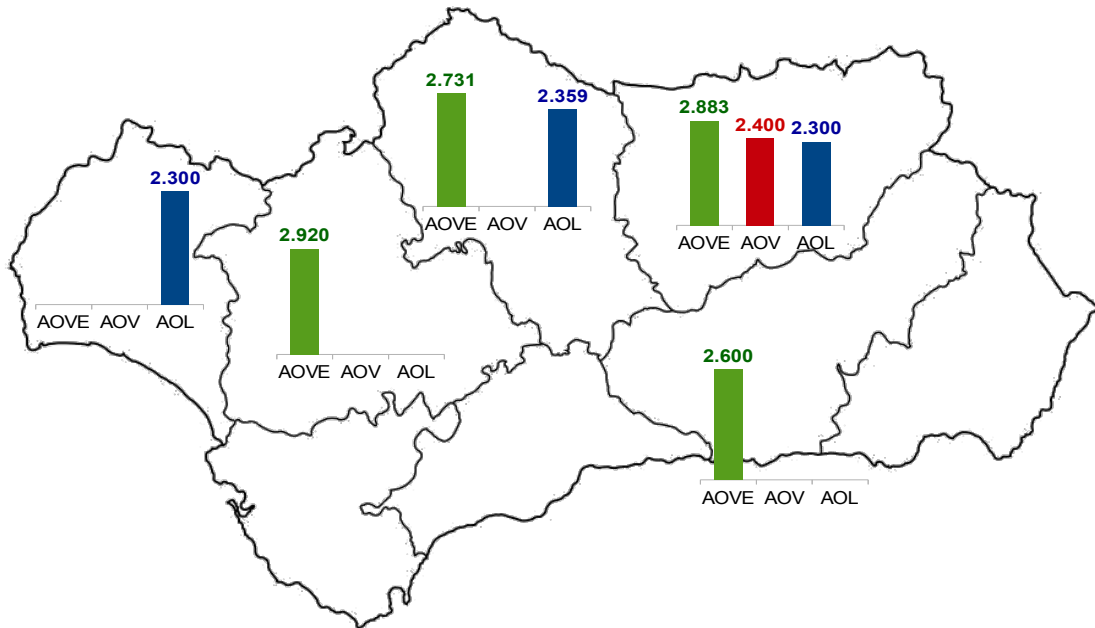 2.731
2.359
AOVE AOV AOL
2.883
2.400
2.300
AOVE AOV AOL
2.300
AOVE AOV AOL
2.920
AOVE AOV AOL
2.600
AOVE AOV AOL